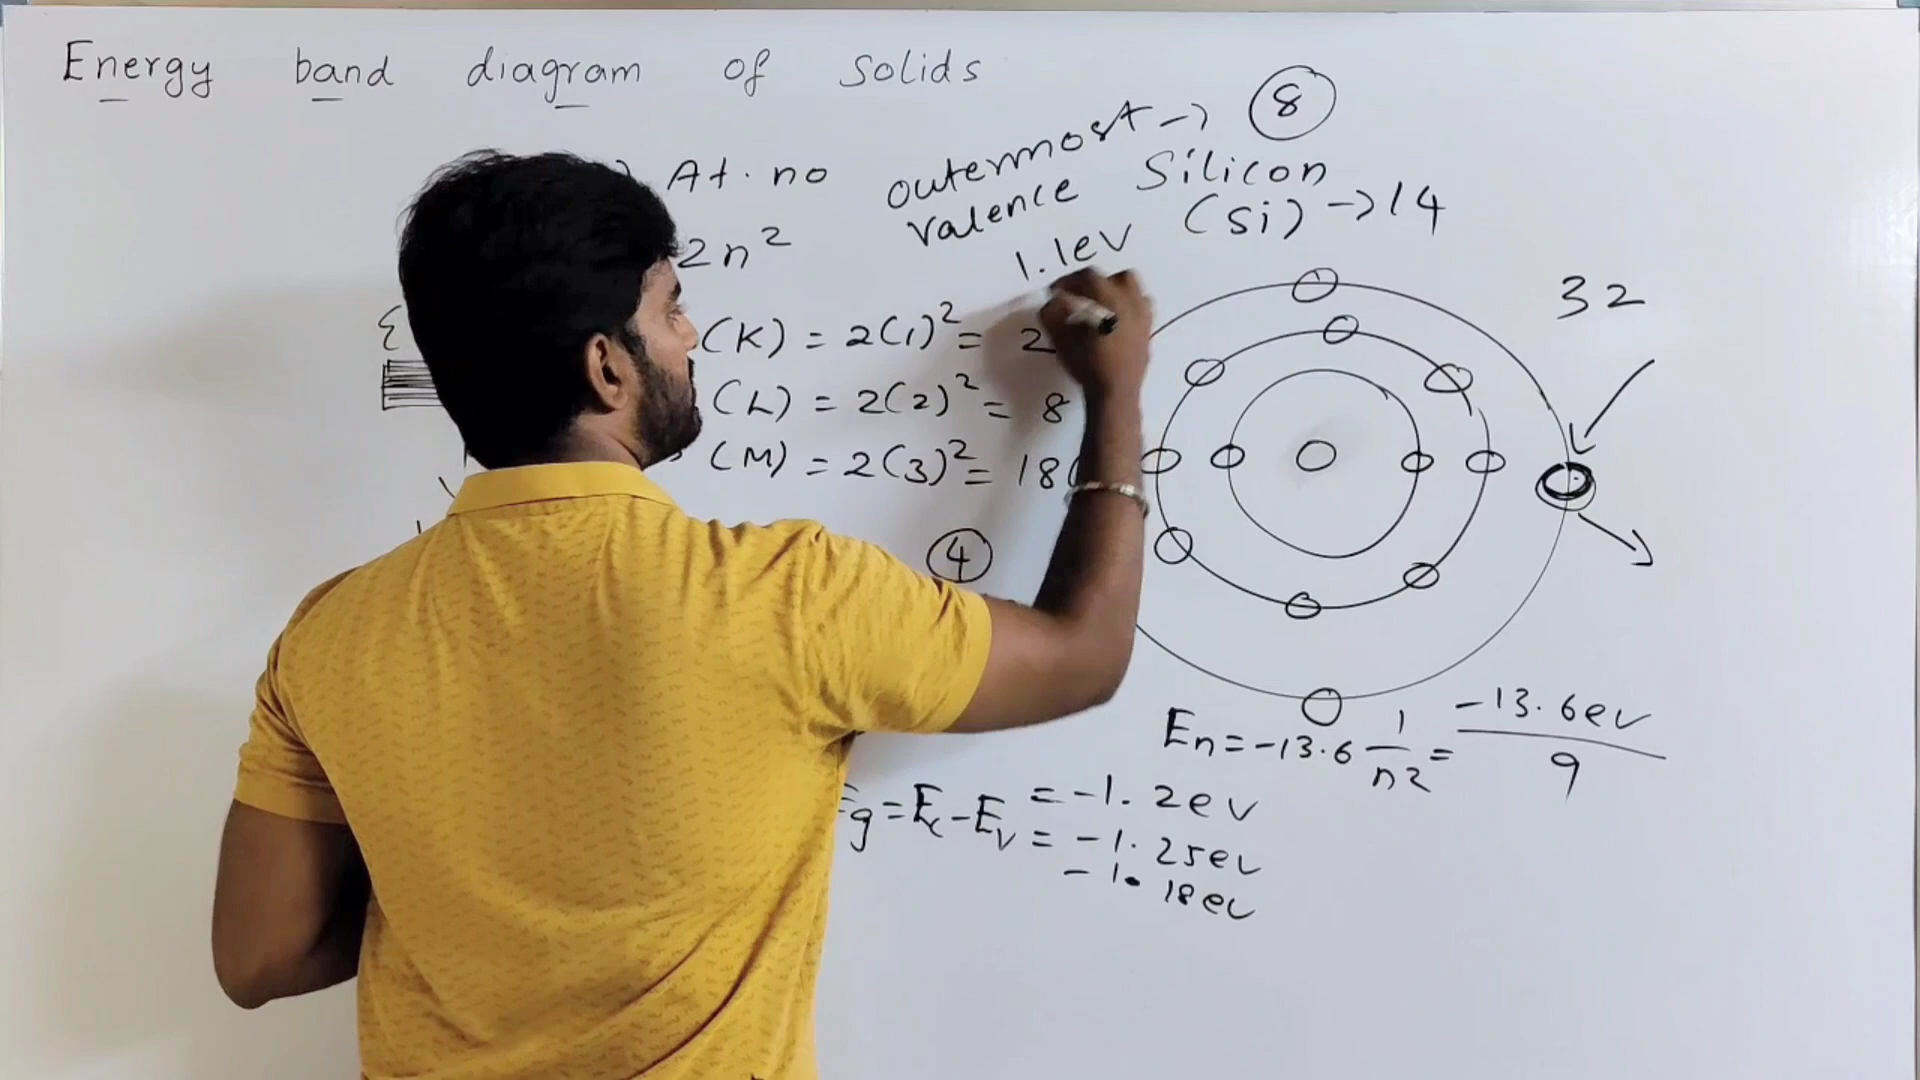 Energy band diagram of solids
At. no
2n²
(K) = 2(1)² = 2
(L) = 2(2)² = 8
(M) = 2(3)² = 18(
4
outermost → 8
valence
1.1ev
Silicon
(Si) → 14
32
En = -13.6 1/n2 = -13.6ev/9
g = Ec - Ev = -1.2ev
= -1.25ev
-1.18ev